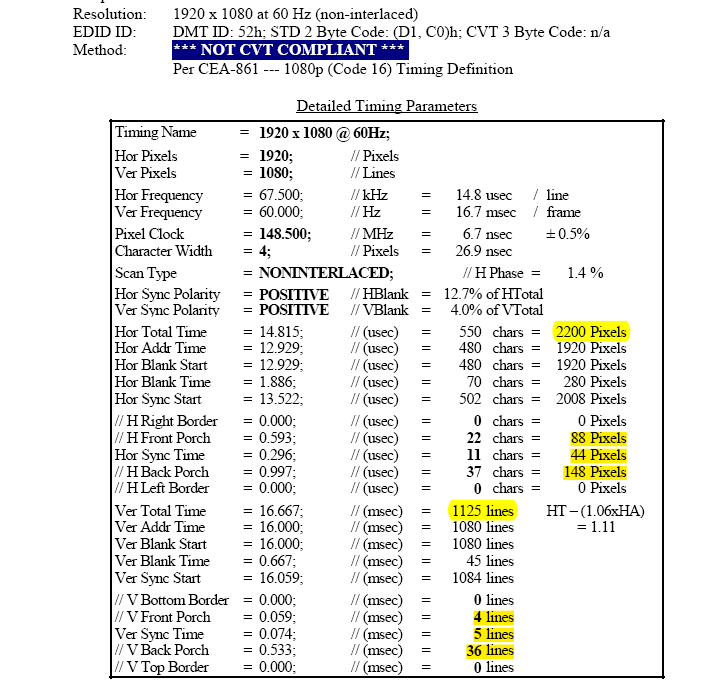 Resolution: 1920 x 1080 at 60 Hz (non-interlaced)
EDID ID: DMT ID: 52h; STD 2 Byte Code: (D1, C0)h; CVT 3 Byte Code: n/a
Method: *** NOT CVT COMPLIANT ***
Per CEA-861 --- 1080p (Code 16) Timing Definition
Detailed Timing Parameters
Timing Name = 1920 x 1080 @ 60Hz;
Hor Pixels = 1920; // Pixels
Ver Pixels = 1080; // Lines
Hor Frequency = 67.500; // kHz = 14.8 usec / line
Ver Frequency = 60.000; // Hz = 16.7 msec / frame
Pixel Clock = 148.500; // MHz = 6.7 nsec ± 0.5%
Character Width = 4; // Pixels = 26.9 nsec
Scan Type = NONINTERLACED; // H Phase = 1.4 %
Hor Sync Polarity = POSITIVE // HBlank = 12.7% of HTotal
Ver Sync Polarity = POSITIVE // VBlank = 4.0% of VTotal
Hor Total Time = 14.815; // (usec) = 550 chars = 2200 Pixels
Hor Addr Time = 12.929; // (usec) = 480 chars = 1920 Pixels
Hor Blank Start = 12.929; // (usec) = 480 chars = 1920 Pixels
Hor Blank Time = 1.886; // (usec) = 70 chars = 280 Pixels
Hor Sync Start = 13.522; // (usec) = 502 chars = 2008 Pixels
// H Right Border = 0.000; // (usec) = 0 chars = 0 Pixels
// H Front Porch = 0.593; // (usec) = 22 chars = 88 Pixels
Hor Sync Time = 0.296; // (usec) = 11 chars = 44 Pixels
// H Back Porch = 0.997; // (usec) = 37 chars = 148 Pixels
// H Left Border = 0.000; // (usec) = 0 chars = 0 Pixels
Ver Total Time = 16.667; // (msec) = 1125 lines HT – (1.06xHA)
Ver Addr Time = 16.000; // (msec) = 1080 lines = 1.11
Ver Blank Start = 16.000; // (msec) = 1080 lines
Ver Blank Time = 0.667; // (msec) = 45 lines
Ver Sync Start = 16.059; // (msec) = 1084 lines
// V Bottom Border = 0.000; // (msec) = 0 lines
// V Front Porch = 0.059; // (msec) = 4 lines
Ver Sync Time = 0.074; // (msec) = 5 lines
// V Back Porch = 0.533; // (msec) = 36 lines
// V Top Border = 0.000; // (msec) = 0 lines